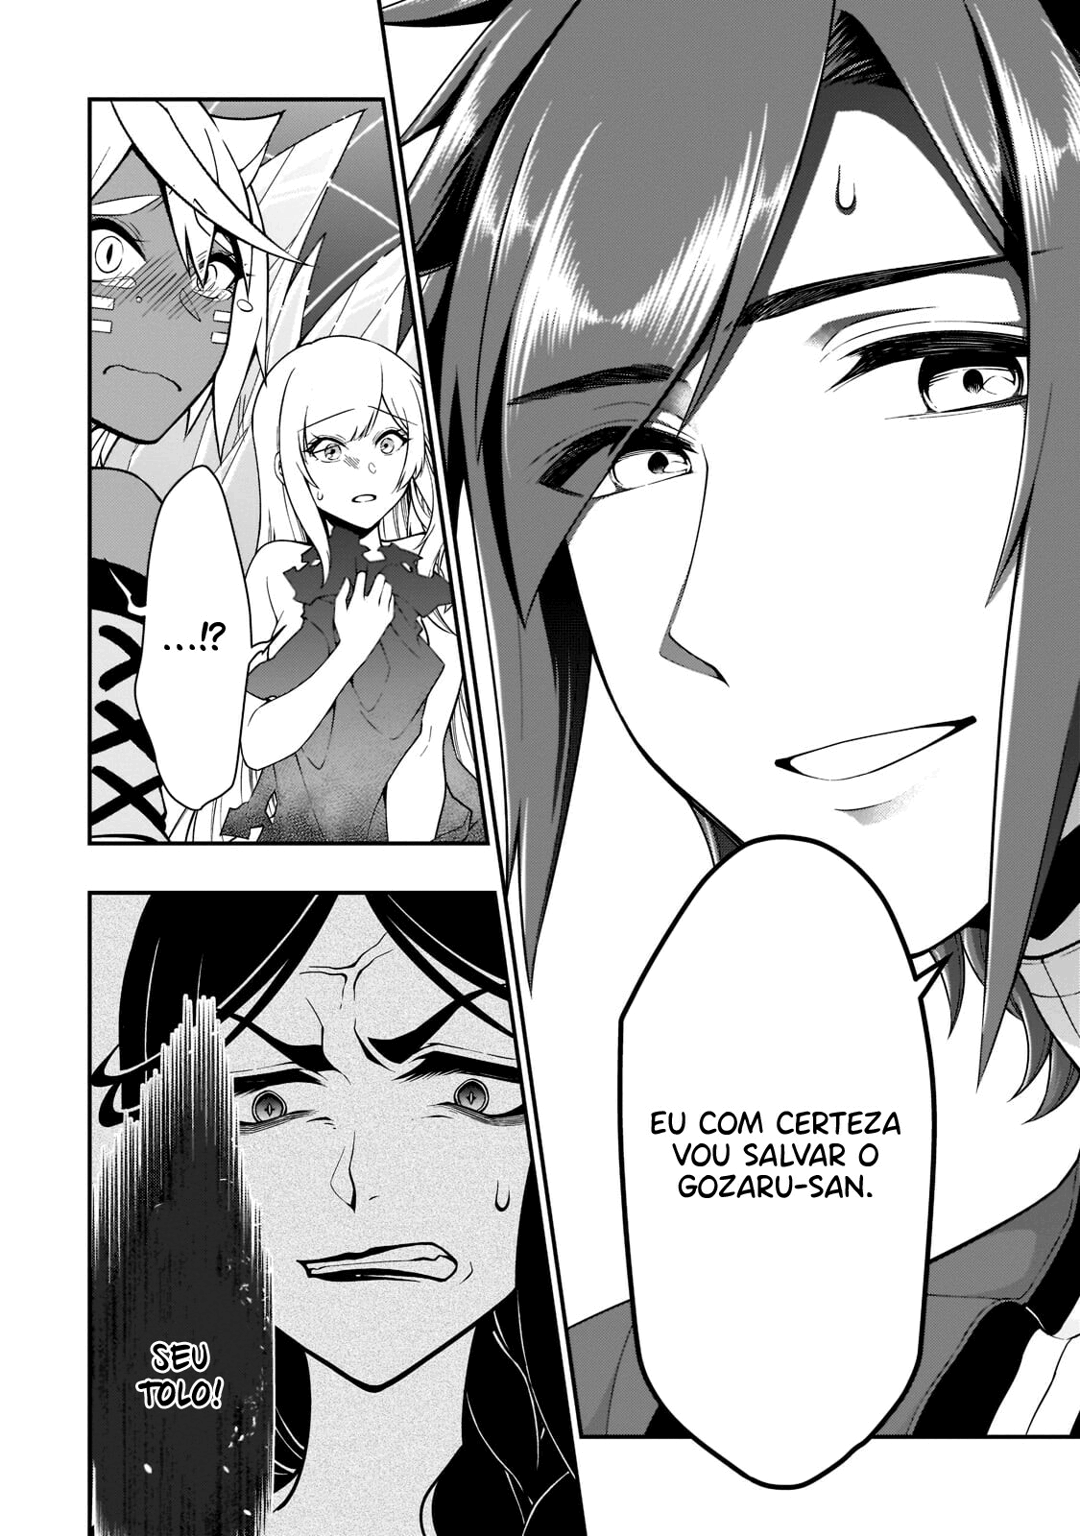 EU COM CERTEZA
VOU SALVAR O
GOZARU-SAN.
...!?
SEU
TOLO!